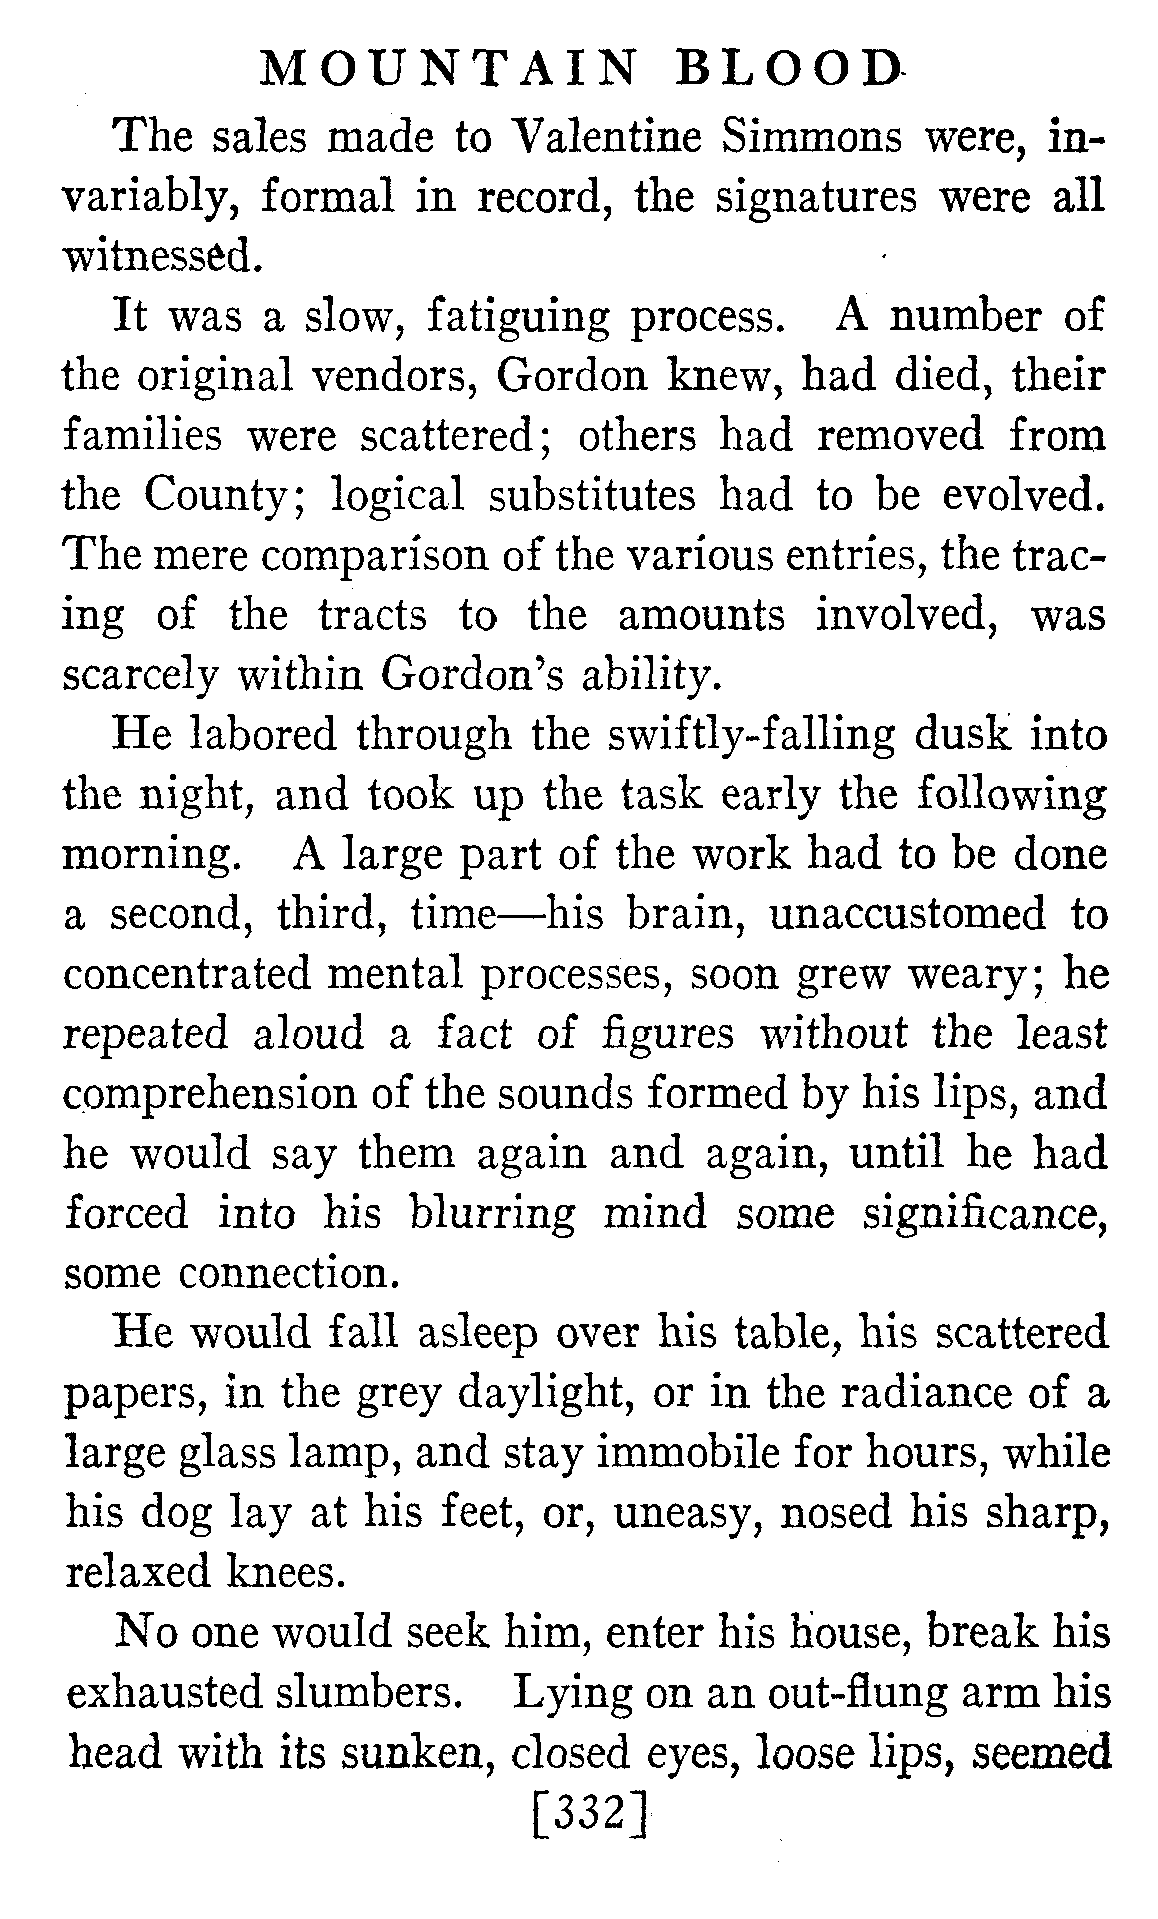 MOUNTAIN BLOOD
The sales made to Valentine Simmons were, in-
variably, formal in record, the signatures were all
witnessed.
It was a slow, fatiguing process. A number of
the original vendors, Gordon knew, had died, their
families were scattered; others had removed from
the County; logical substitutes had to be evolved.
The mere comparison of the various entries, the trac-
ing of the tracts to the amounts involved, was
scarcely within Gordon's ability.
He labored through the swiftly-falling dusk into
the night, and took up the task early the following
morning. A large part of the work had to be done
a second, third, time—his brain, unaccustomed to
concentrated mental processes, soon grew weary; he
repeated aloud a fact of figures without the least
comprehension of the sounds formed by his lips, and
he would say them again and again, until he had
forced into his blurring mind some significance,
some connection.
He would fall asleep over his table, his scattered
papers, in the grey daylight, or in the radiance of a
large glass lamp, and stay immobile for hours, while
his dog lay at his feet, or, uneasy, nosed his sharp,
relaxed knees.
No one would seek him, enter his house, break his
exhausted slumbers. Lying on an out-flung arm his
head with its sunken, closed eyes, loose lips, seemed
[332]